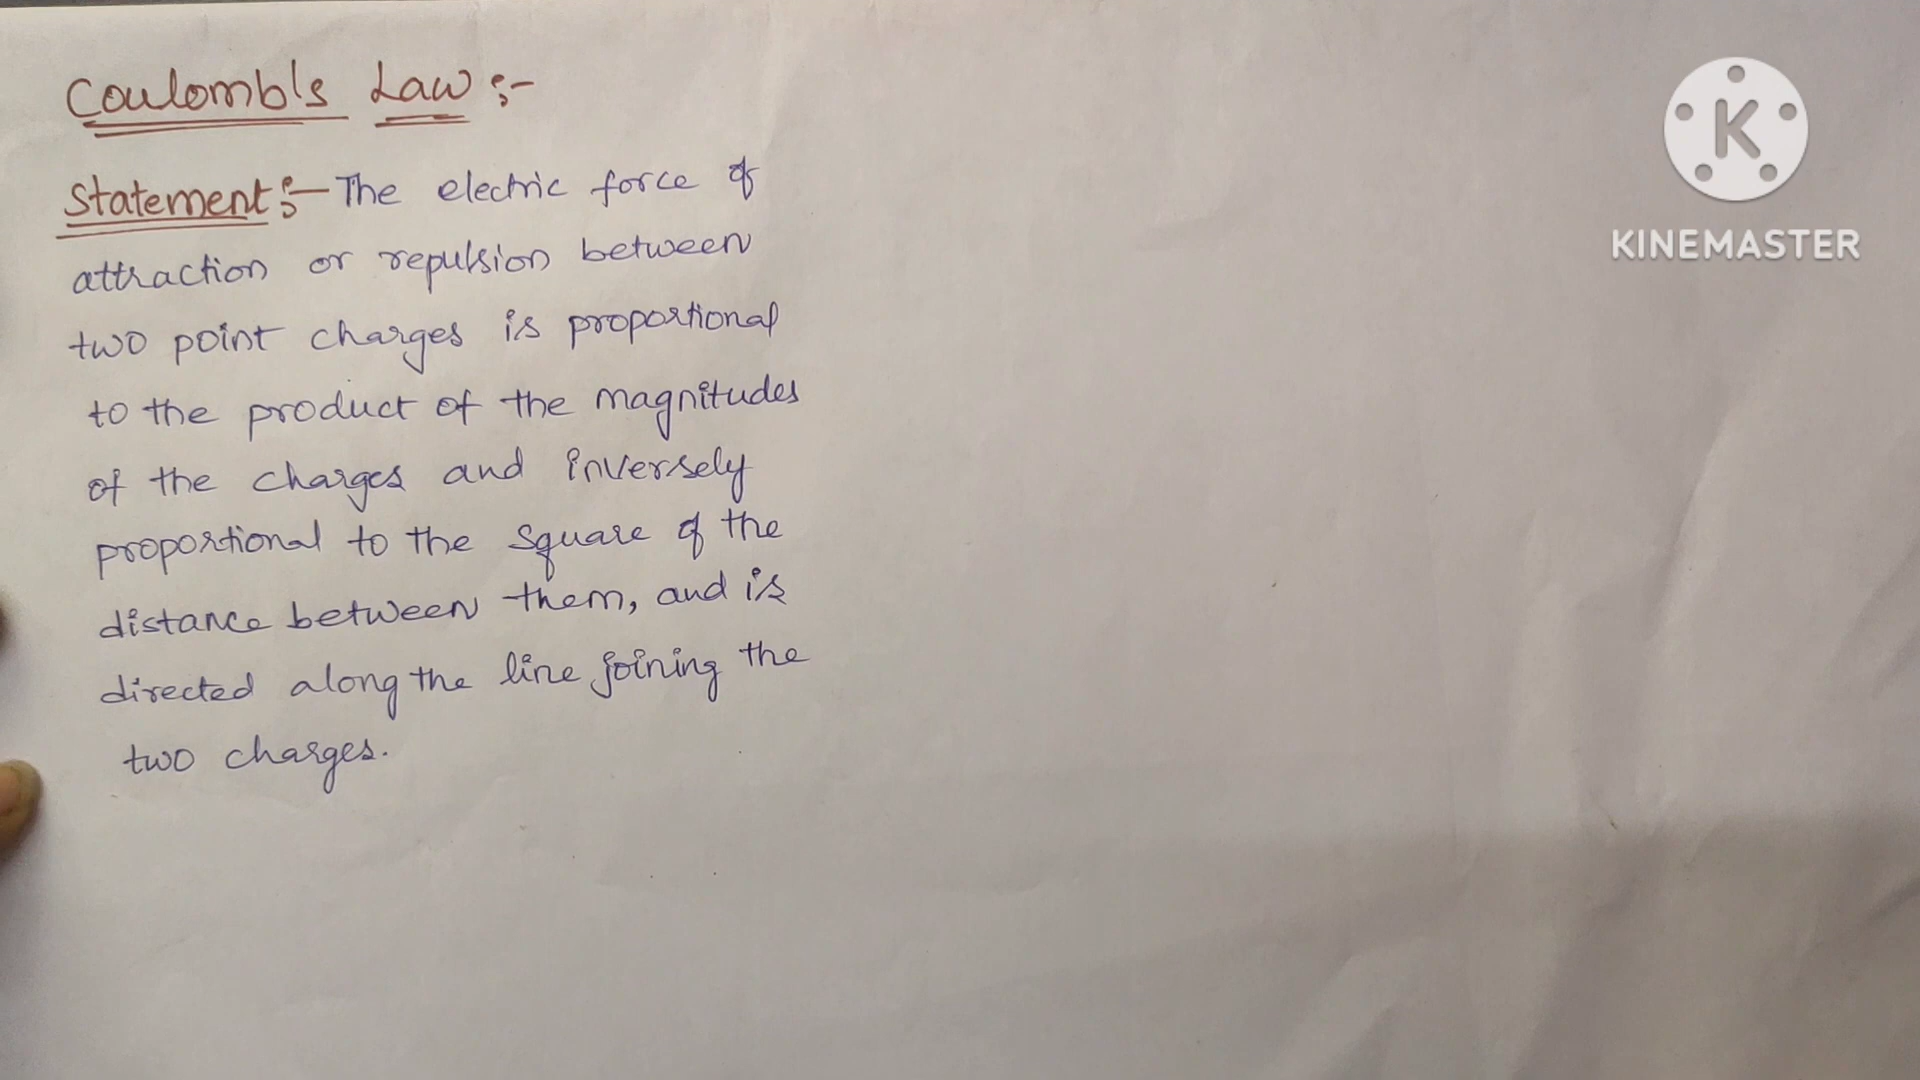 Coulomb's Law :-
Statement :- The electric force of
attraction or repulsion between
two point charges is proportional
to the product of the magnitudes
of the charges and inversely
proportional to the square of the
distance between them, and is
directed along the line joining the
two charges.
K
KINEMASTER